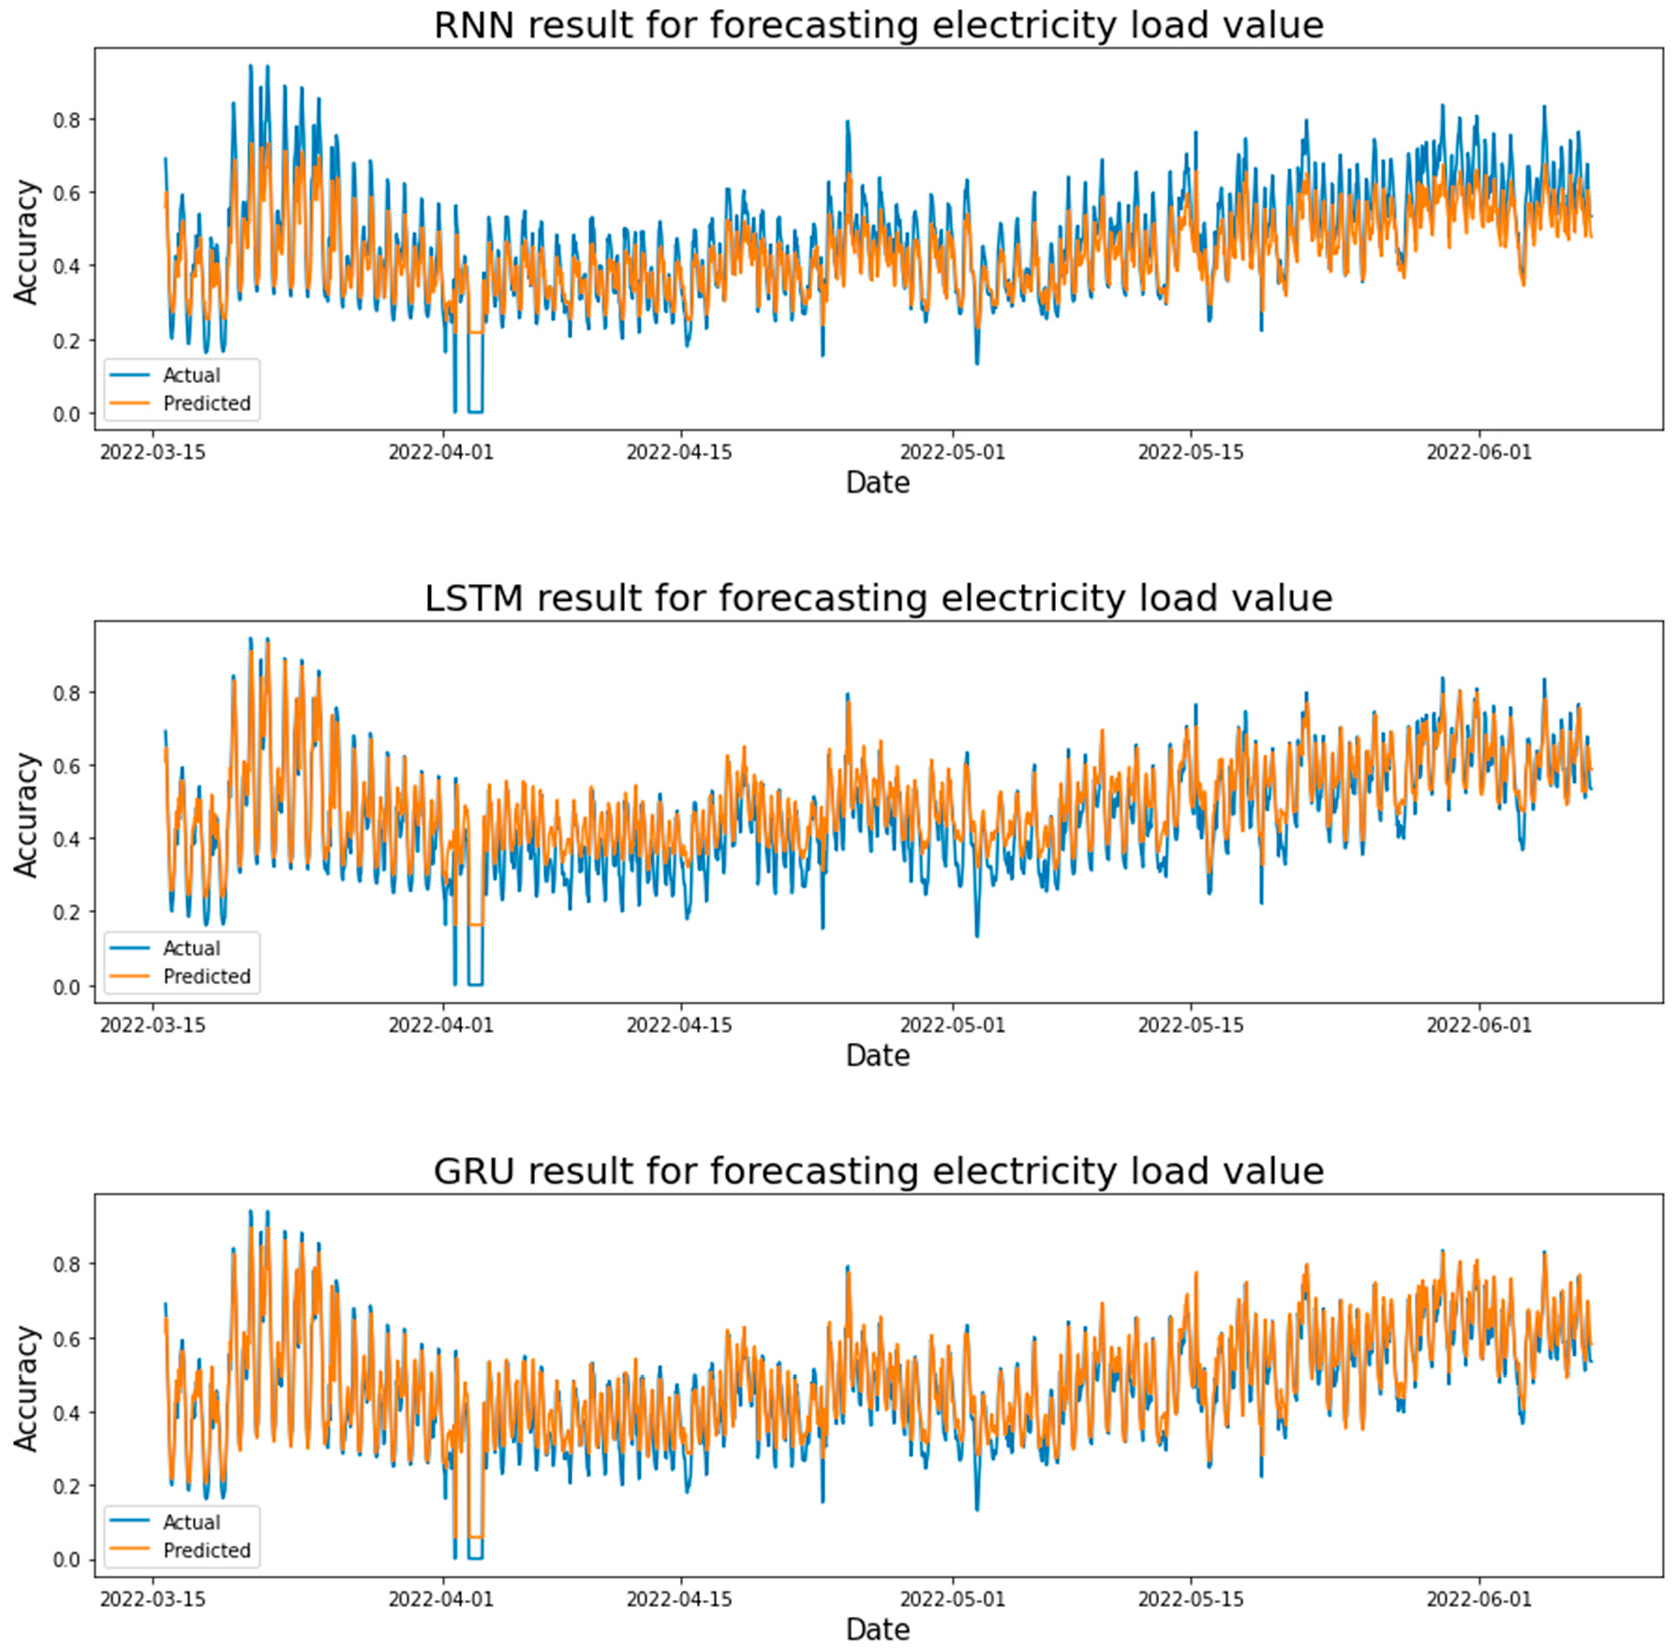 RNN result for forecasting electricity load value
Accuracy
0.8
0.6
0.4
0.2
0.0
Actual
Predicted
2022-03-15 2022-04-01 2022-04-15 2022-05-01 2022-05-15 2022-06-01
Date
LSTM result for forecasting electricity load value
Accuracy
0.8
0.6
0.4
0.2
0.0
Actual
Predicted
2022-03-15 2022-04-01 2022-04-15 2022-05-01 2022-05-15 2022-06-01
Date
GRU result for forecasting electricity load value
Accuracy
0.8
0.6
0.4
0.2
0.0
Actual
Predicted
2022-03-15 2022-04-01 2022-04-15 2022-05-01 2022-05-15 2022-06-01
Date